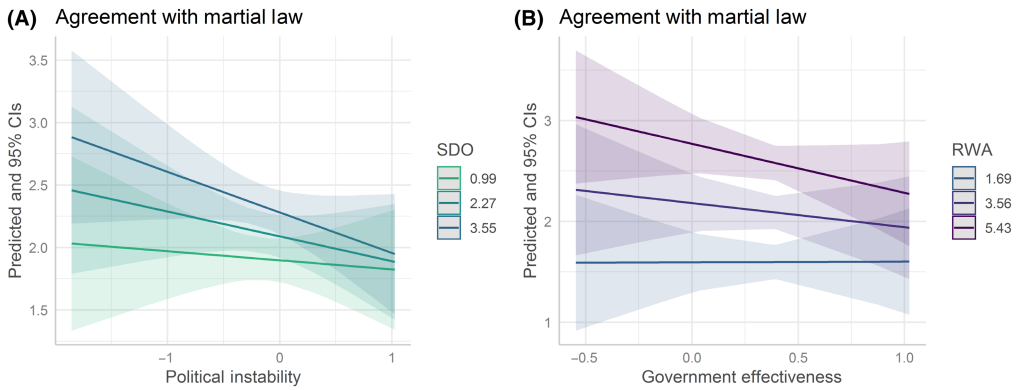 (A) Agreement with martial law
Predicted and 95% CIs
3.5
3.0
2.5
2.0
1.5
−1
0
1
Political instability
SDO
0.99
2.27
3.55
(B) Agreement with martial law
Predicted and 95% CIs
3
2
1
−0.5
0.0
0.5
1.0
Government effectiveness
RWA
1.69
3.56
5.43